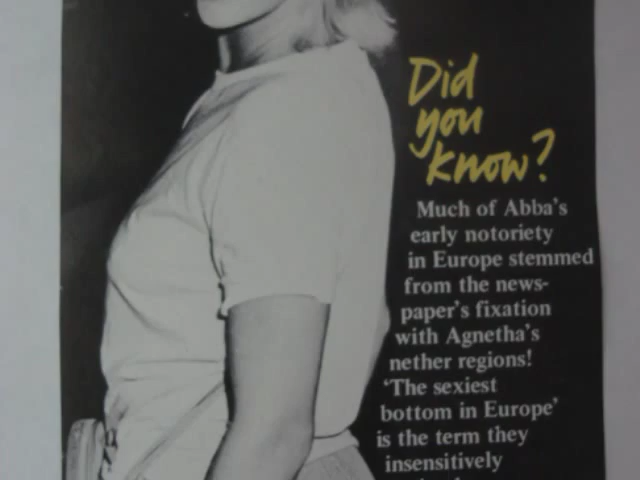 Did
you
know?
Much of Abba's
early notoriety
in Europe stemmed
from the news-
paper's fixation
with Agnetha's
nether regions!
'The sexiest
bottom in Europe'
is the term they
insensitively